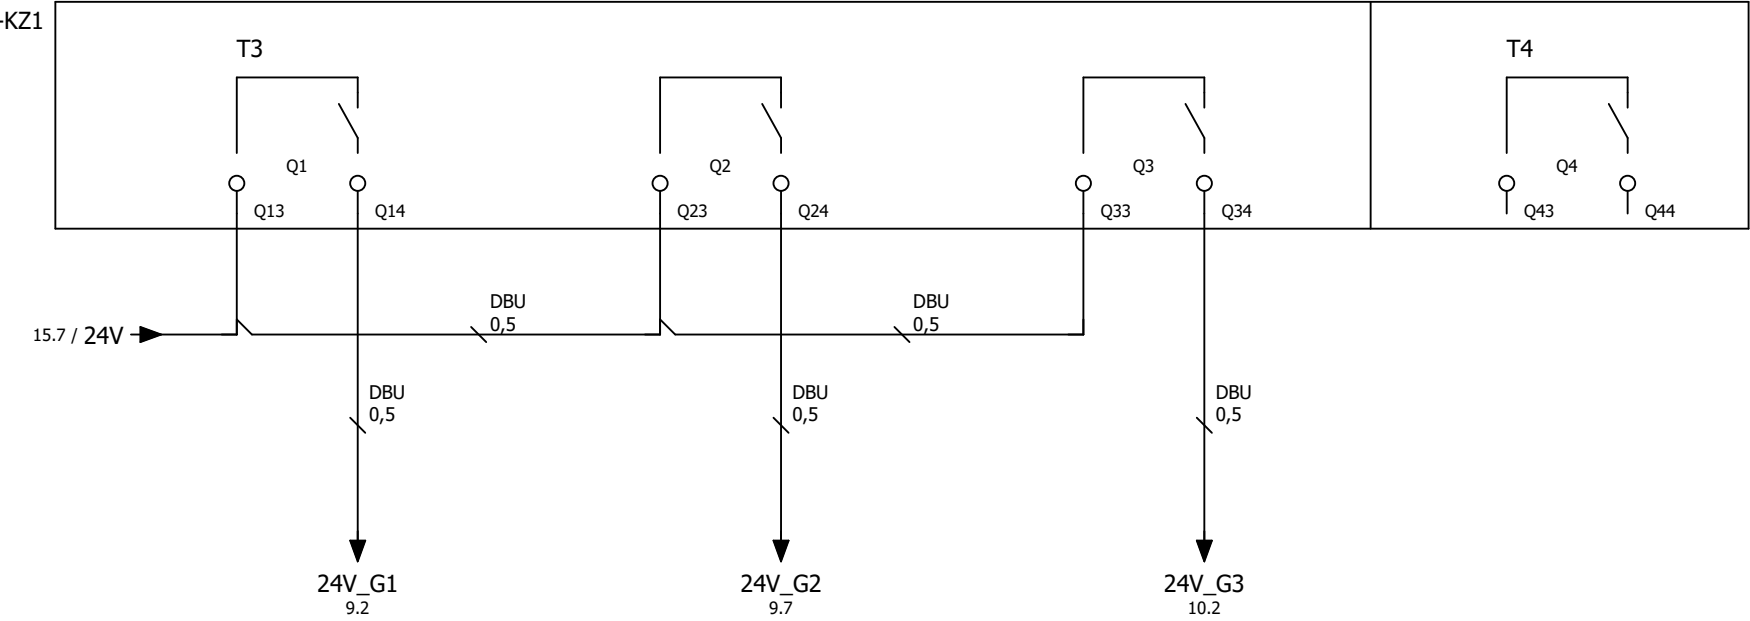 -KZ1
T3
T4
Q1
Q2
Q3
Q4
Q13
Q14
Q23
Q24
Q33
Q34
Q43
Q44
DBU
0,5
DBU
0,5
15.7 / 24V
DBU
0,5
DBU
0,5
DBU
0,5
24V_G1
9.2
24V_G2
9.7
24V_G3
10.2